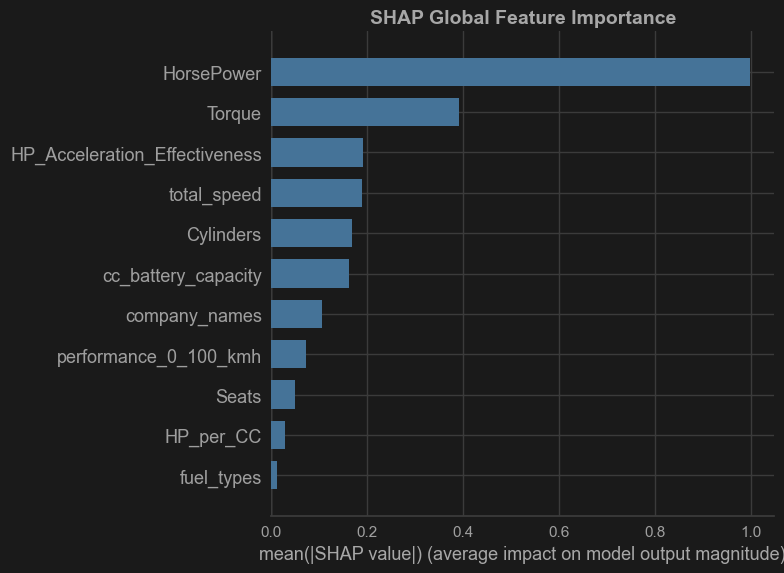 SHAP Global Feature Importance
HorsePower
Torque
HP_Acceleration_Effectiveness
total_speed
Cylinders
cc_battery_capacity
company_names
performance_0_100_kmh
Seats
HP_per_CC
fuel_types
0.0 0.2 0.4 0.6 0.8 1.0
mean(|SHAP value|) (average impact on model output magnitude)